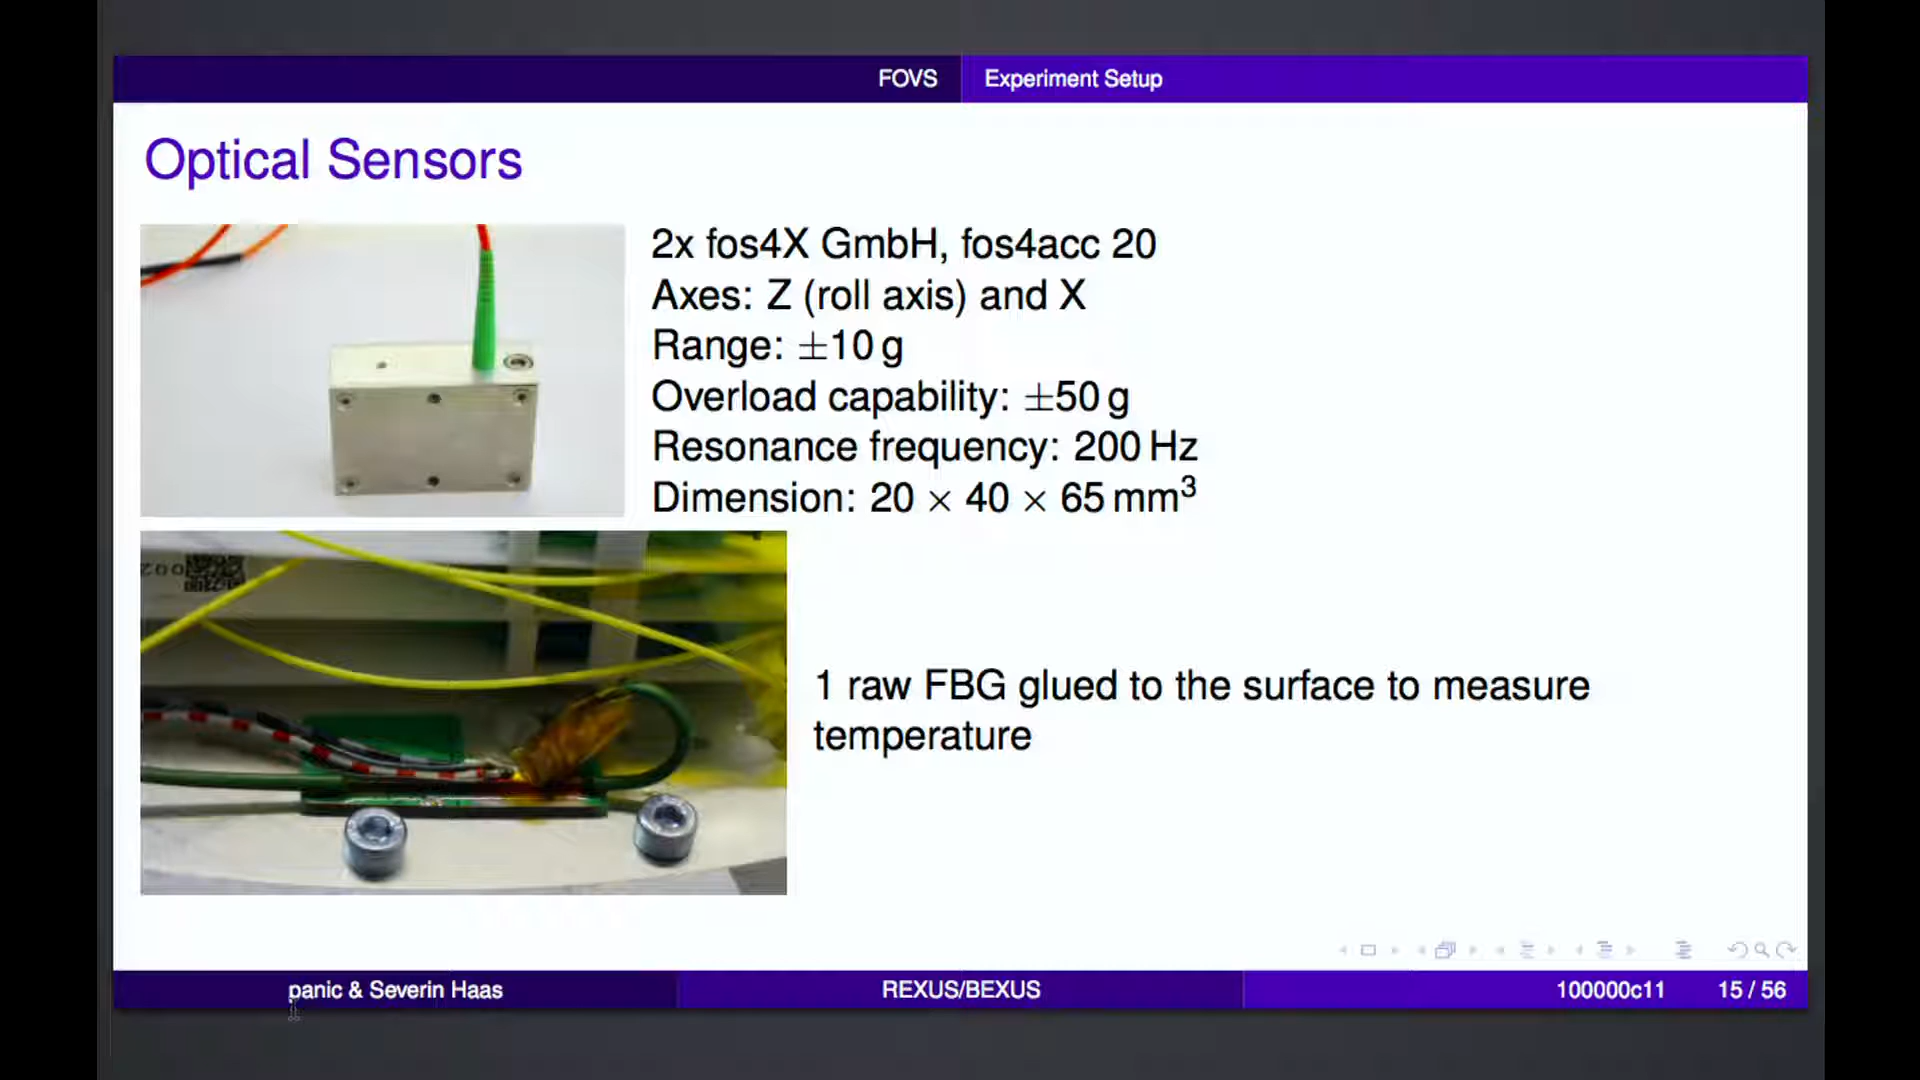 FOVS Experiment Setup
Optical Sensors
2x fos4X GmbH, fos4acc 20
Axes: Z (roll axis) and X
Range: ±10 g
Overload capability: ±50 g
Resonance frequency: 200 Hz
Dimension: 20 × 40 × 65 mm³
1 raw FBG glued to the surface to measure
temperature
panic & Severin Haas REXUS/BEXUS 100000c11 15 / 56